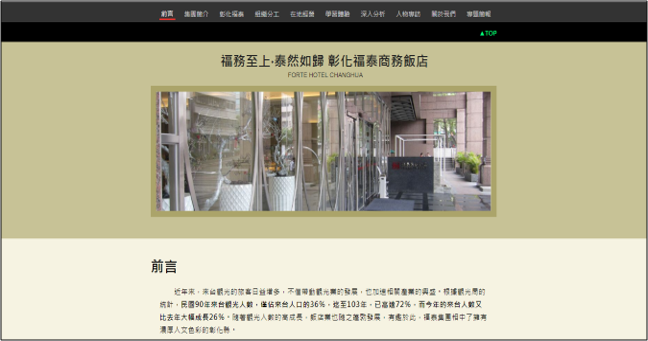 前言 集團簡介 彰化福泰 組織分工 在地經營 學習體驗 深入分析 人物專訪 關於我們 專題簡報
▲TOP
福務至上‧泰然如歸 彰化福泰商務飯店
FORTE HOTEL CHANGHUA
前言
近年來，來台觀光的旅客日益增多，不僅帶動觀光業的發展，也加速相關產業的興盛。根據觀光局的
統計，民國90年來台觀光人數，僅佔來台人口的36%，迄至103年，已高達72%，而今年的來台人數又
比去年大幅成長26%。隨著觀光人數的高成長，飯店業也隨之蓬勃發展，有鑑於此，福泰集團相中了擁有
濃厚人文色彩的彰化縣。